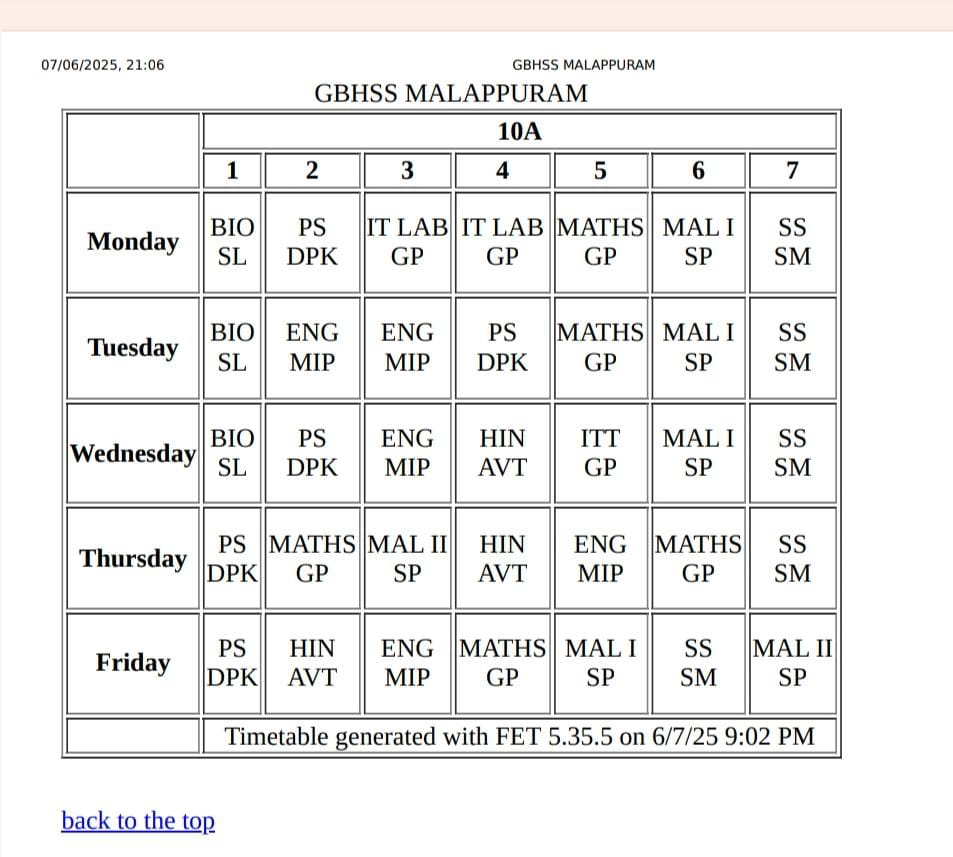 07/06/2025, 21:06 GBHSS MALAPPURAM
GBHSS MALAPPURAM
10A
1 2 3 4 5 6 7
Monday BIO SL PS DPK IT LAB GP IT LAB GP MATHS GP MAL I SP SS SM
Tuesday BIO SL ENG MIP ENG MIP PS DPK MATHS GP MAL I SP SS SM
Wednesday BIO SL PS DPK ENG MIP HIN AVT ITT GP MAL I SP SS SM
Thursday PS DPK MATHS GP MAL II SP HIN AVT ENG MIP MATHS GP SS SM
Friday PS DPK HIN AVT ENG MIP MATHS GP MAL I SP SS SM MAL II SP
Timetable generated with FET 5.35.5 on 6/7/25 9:02 PM
back to the top